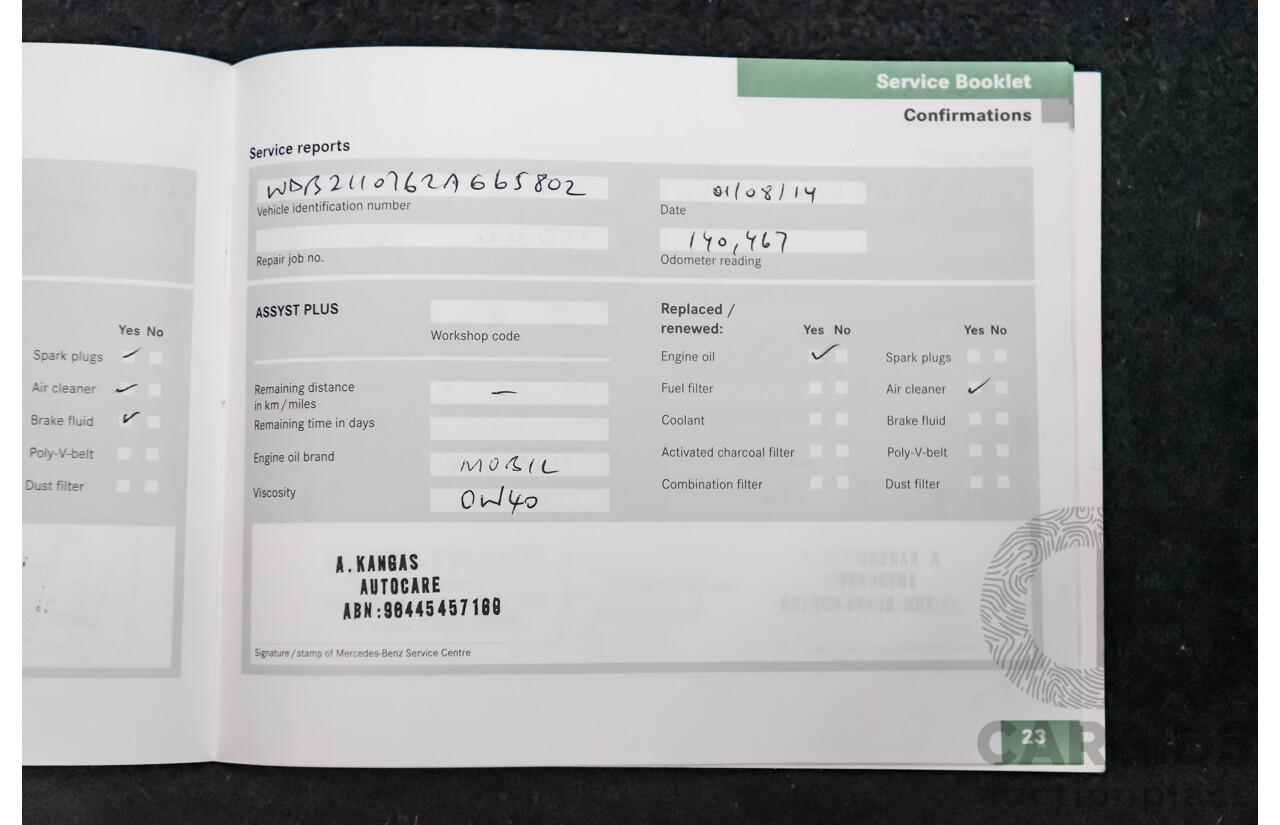 Service Booklet
Confirmations
Service reports
WDB2110762A665802
Vehicle identification number
01/08/14
Date
Repair job no.
140,467
Odometer reading
ASSYST PLUS
Workshop code
Replaced /
renewed:
Yes No
Yes No
Remaining distance
in km/miles
—
Remaining time in days
Engine oil brand
MOBIL
Viscosity
0W40
Engine oil
Fuel filter
Coolant
Activated charcoal filter
Combination filter
Spark plugs
Air cleaner
Brake fluid
Poly-V-belt
Dust filter
A.KANGAS
AUTOCARE
ABN:90445457160
Signature/stamp of Mercedes-Benz Service Centre
23
Yes No
Spark plugs
Air cleaner
Brake fluid
Poly-V-belt
Dust filter